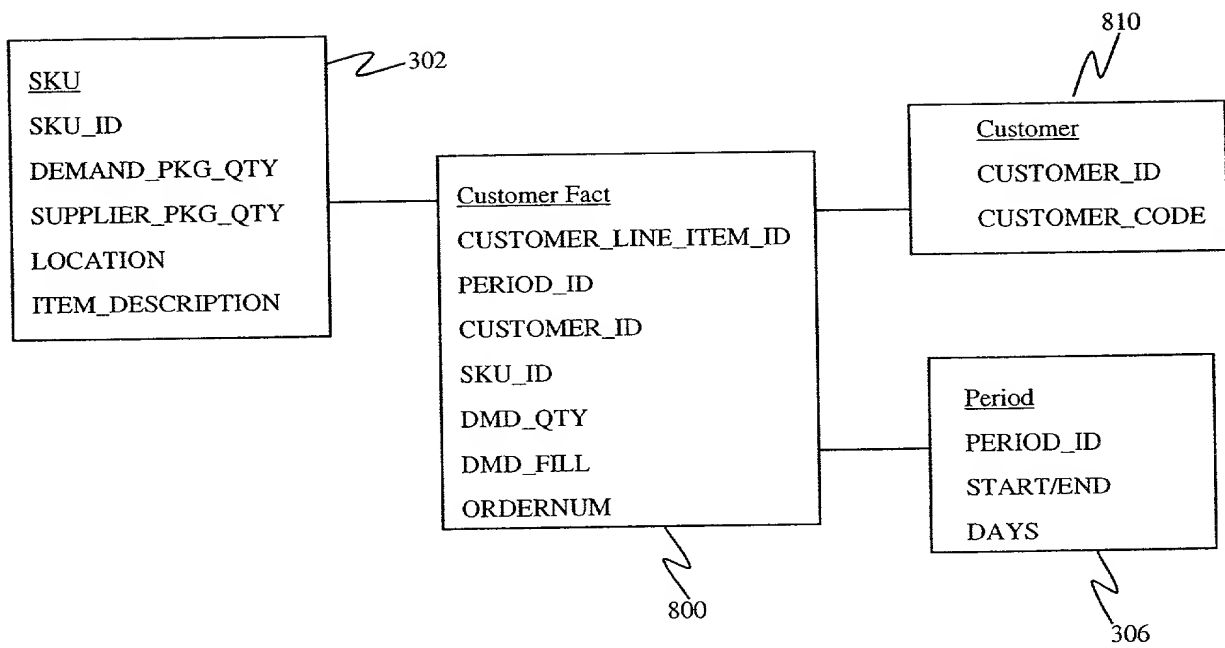 SKU
SKU_ID
DEMAND_PKG_QTY
SUPPLIER_PKG_QTY
LOCATION
ITEM_DESCRIPTION
302
Customer Fact
CUSTOMER_LINE_ITEM_ID
PERIOD_ID
CUSTOMER_ID
SKU_ID
DMD_QTY
DMD_FILL
ORDERNUM
800
810
Customer
CUSTOMER_ID
CUSTOMER_CODE
Period
PERIOD_ID
START/END
DAYS
306